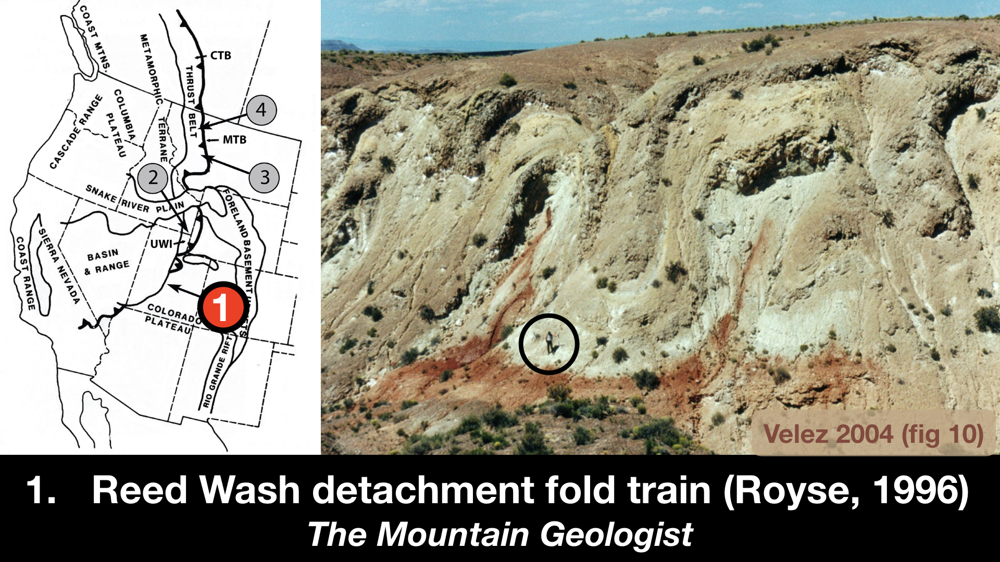 COAST MTNS.
METAMORPHIC
TERRANE
CTB
THRUST BELT
4
COLUMBIA
PLATEAU
CASCADE RANGE
MTB
2
3
SNAKE RIVER PLAIN
FORELAND BASEMENT
UWI
COAST RANGE
SIERRA NEVADA
BASIN
& RANGE
1
COLORADO
PLATEAU
RIO GRANDE RIFT
Velez 2004 (fig 10)
1. Reed Wash detachment fold train (Royse, 1996)
The Mountain Geologist